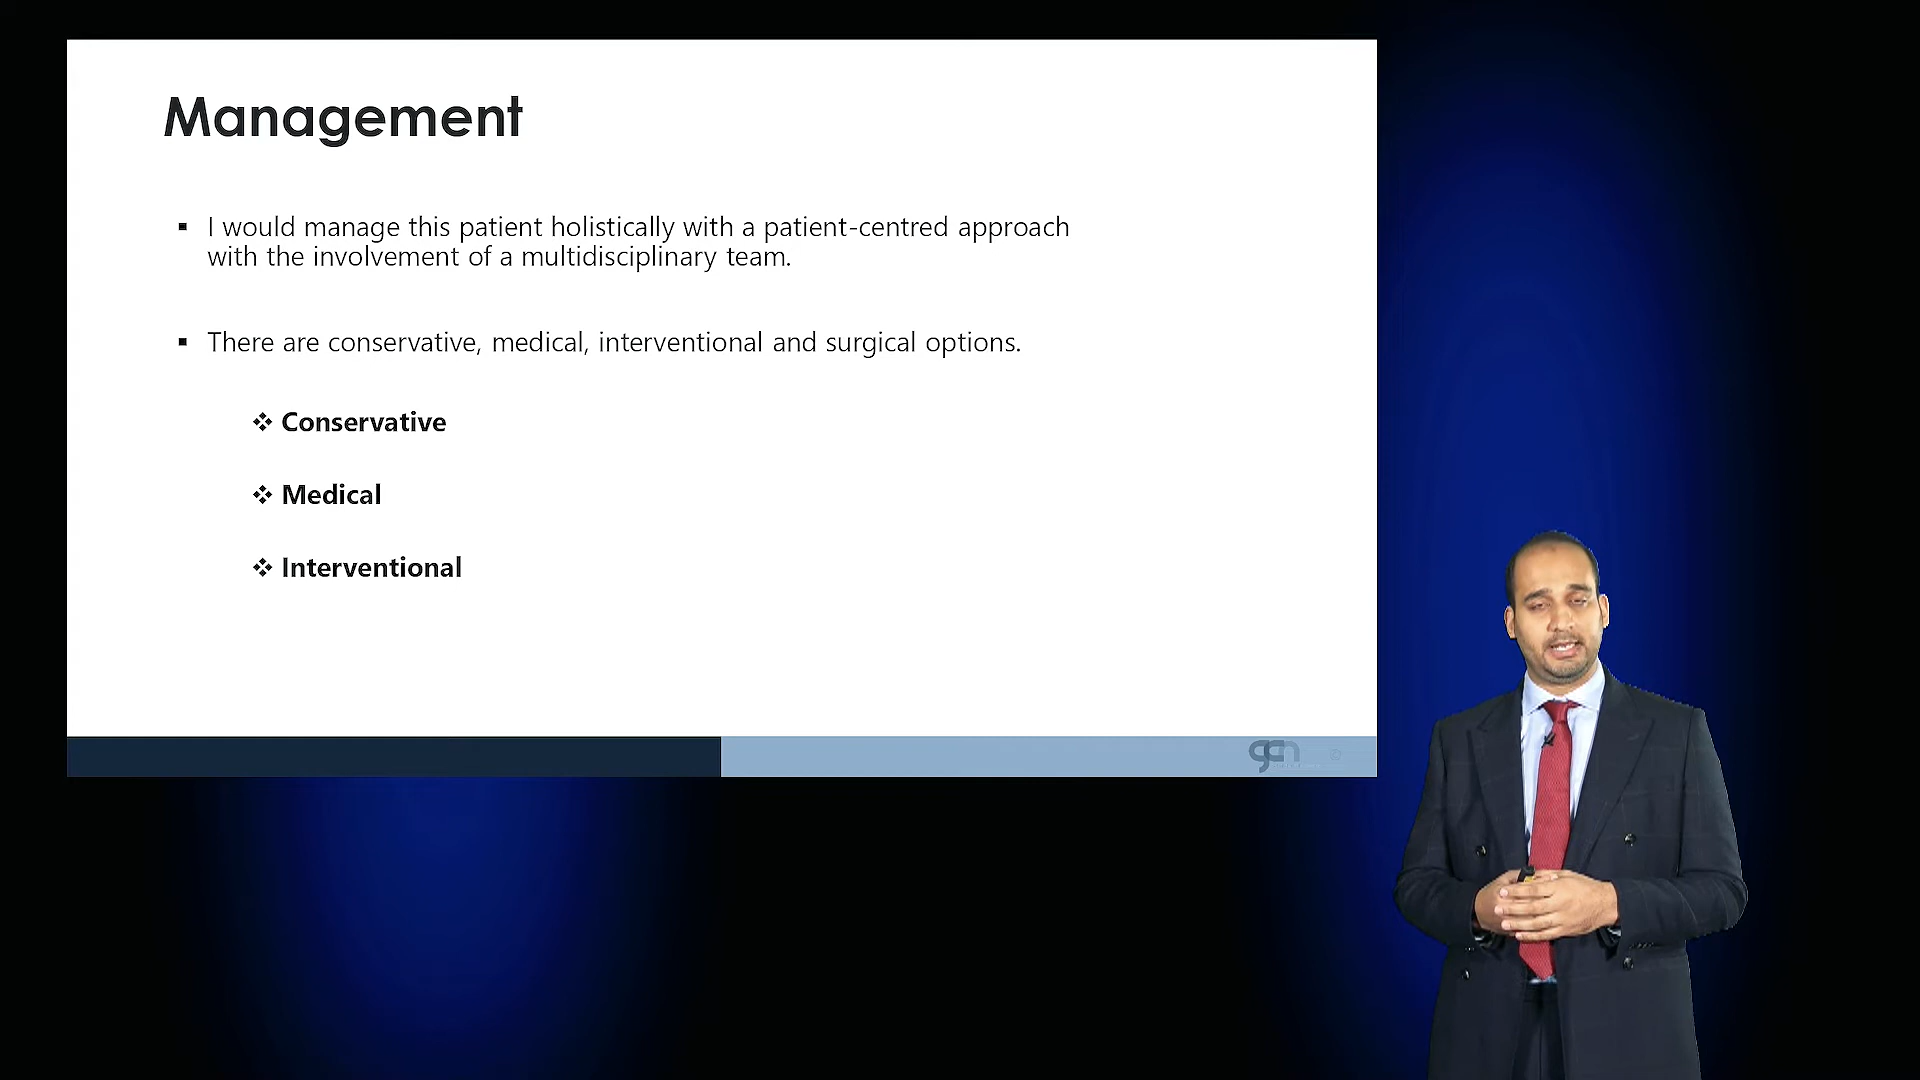 Management
I would manage this patient holistically with a patient-centred approach
with the involvement of a multidisciplinary team.
There are conservative, medical, interventional and surgical options.
Conservative
Medical
Interventional